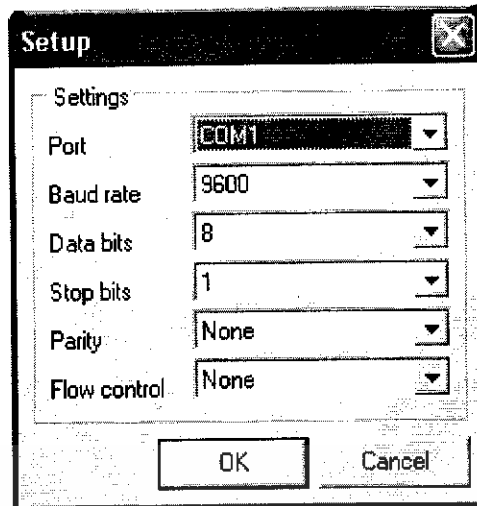 Setup
Settings
Port COM1
Baud rate 9600
Data bits 8
Stop bits 1
Parity None
Flow control None
OK Cancel